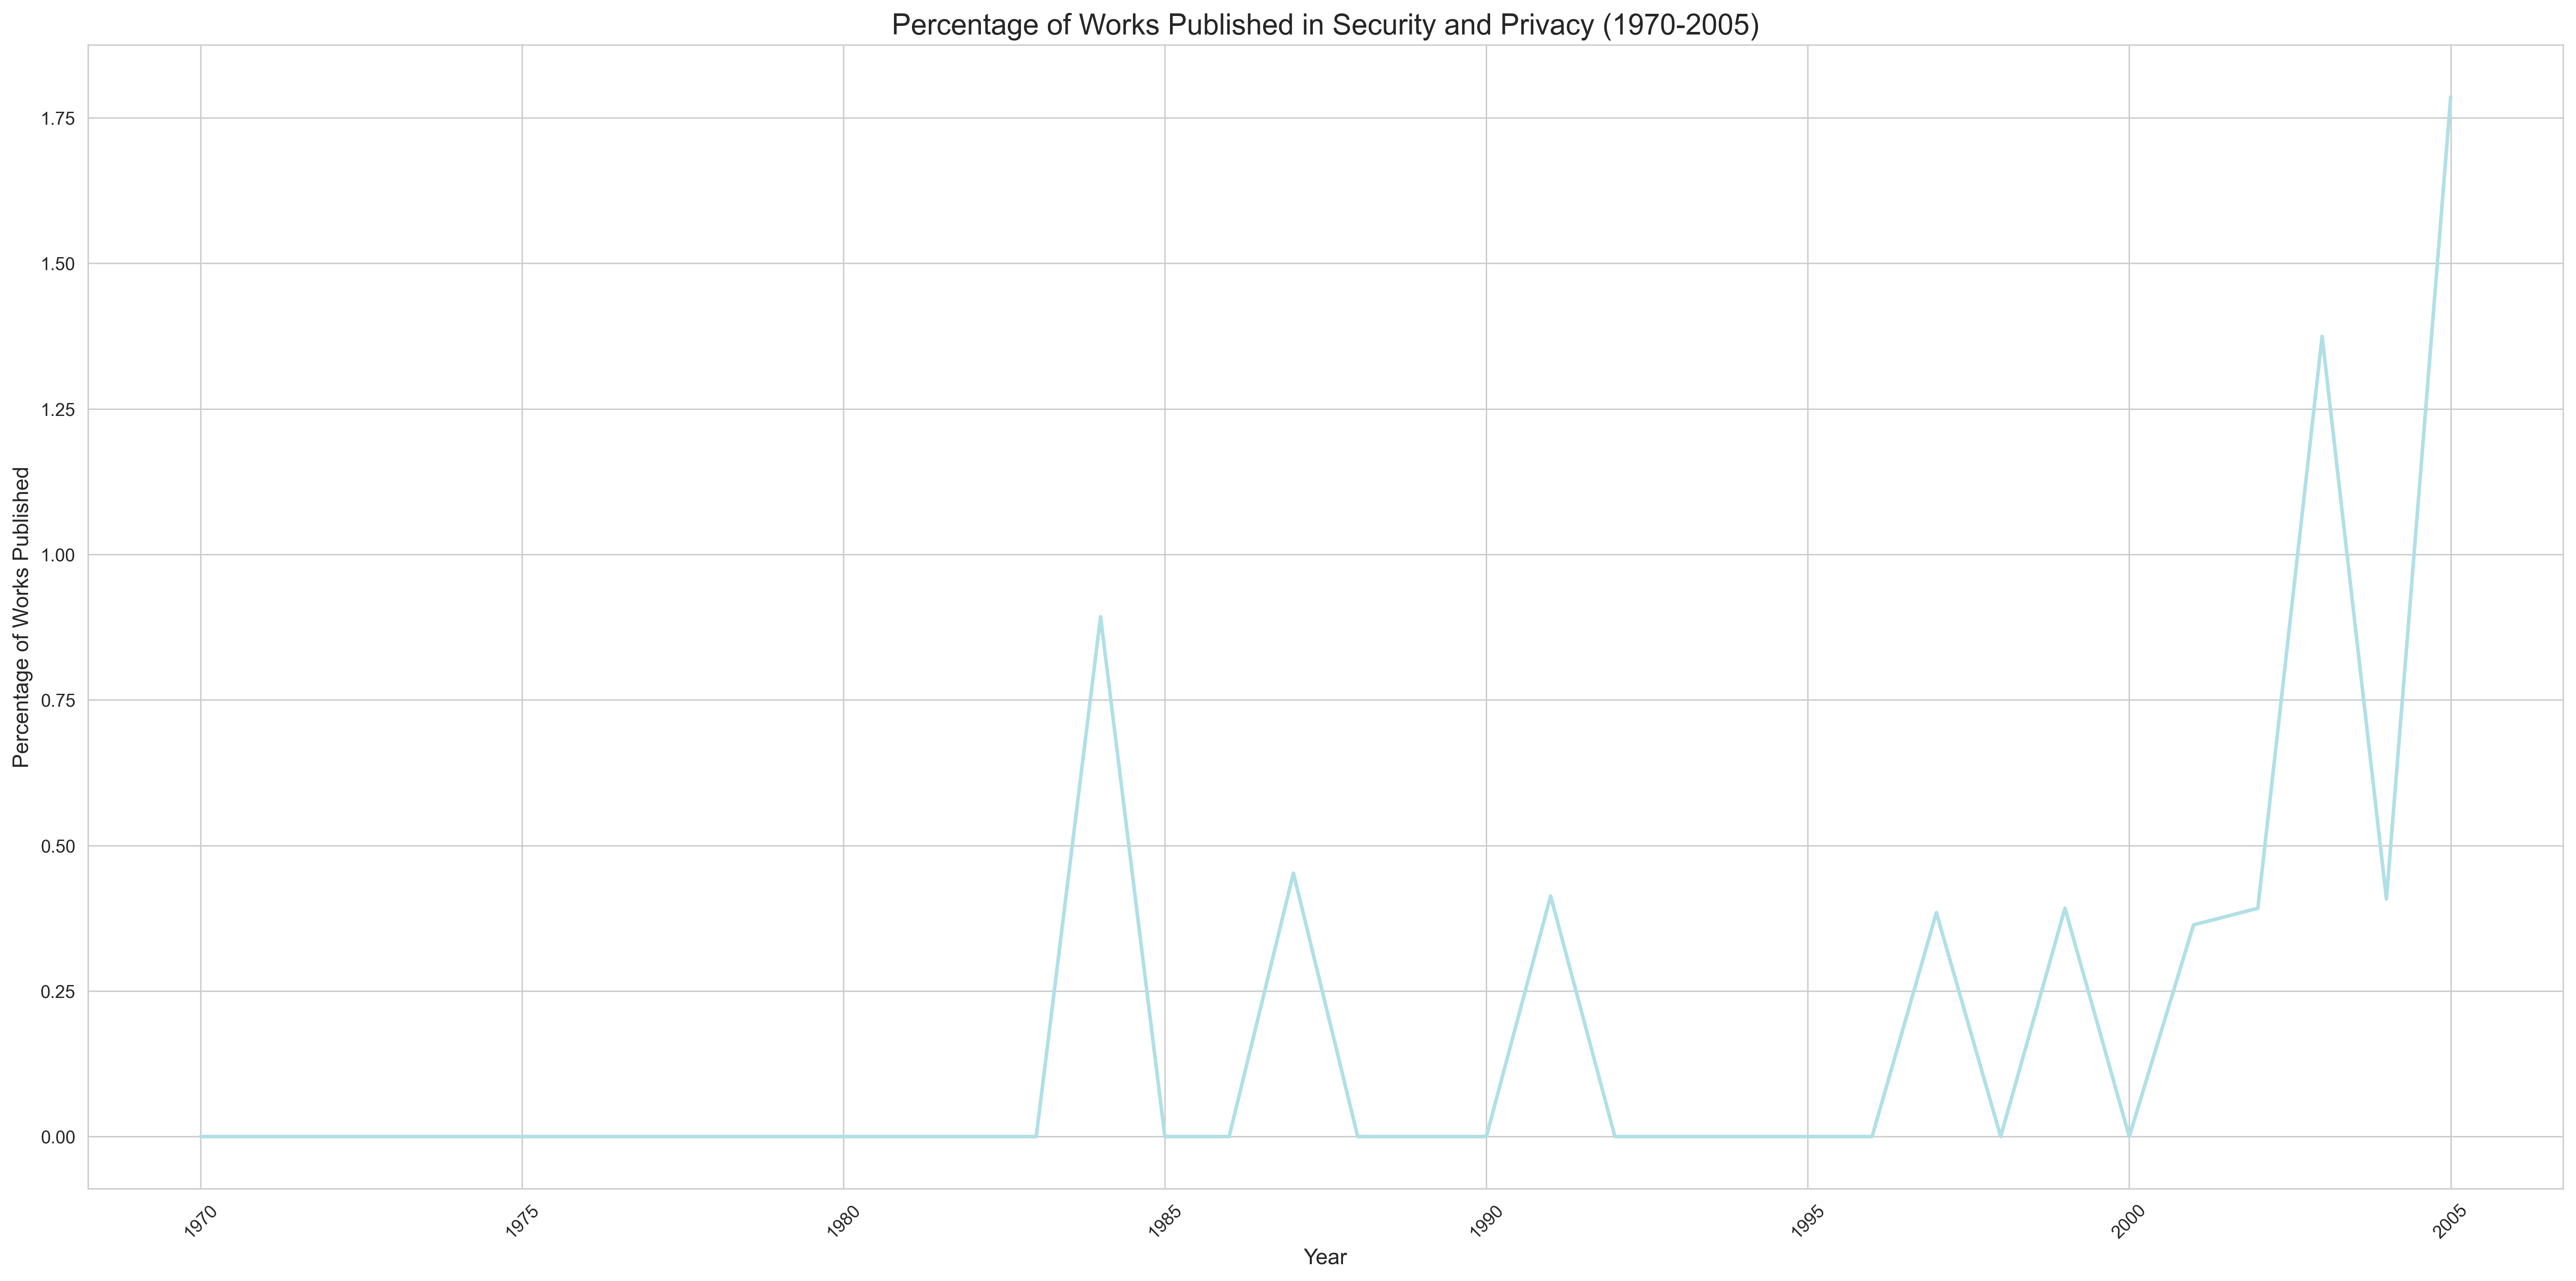 Percentage of Works Published in Security and Privacy (1970-2005)
Percentage of Works Published
1.75
1.50
1.25
1.00
0.75
0.50
0.25
0.00
1970 1975 1980 1985 1990 1995 2000 2005
Year